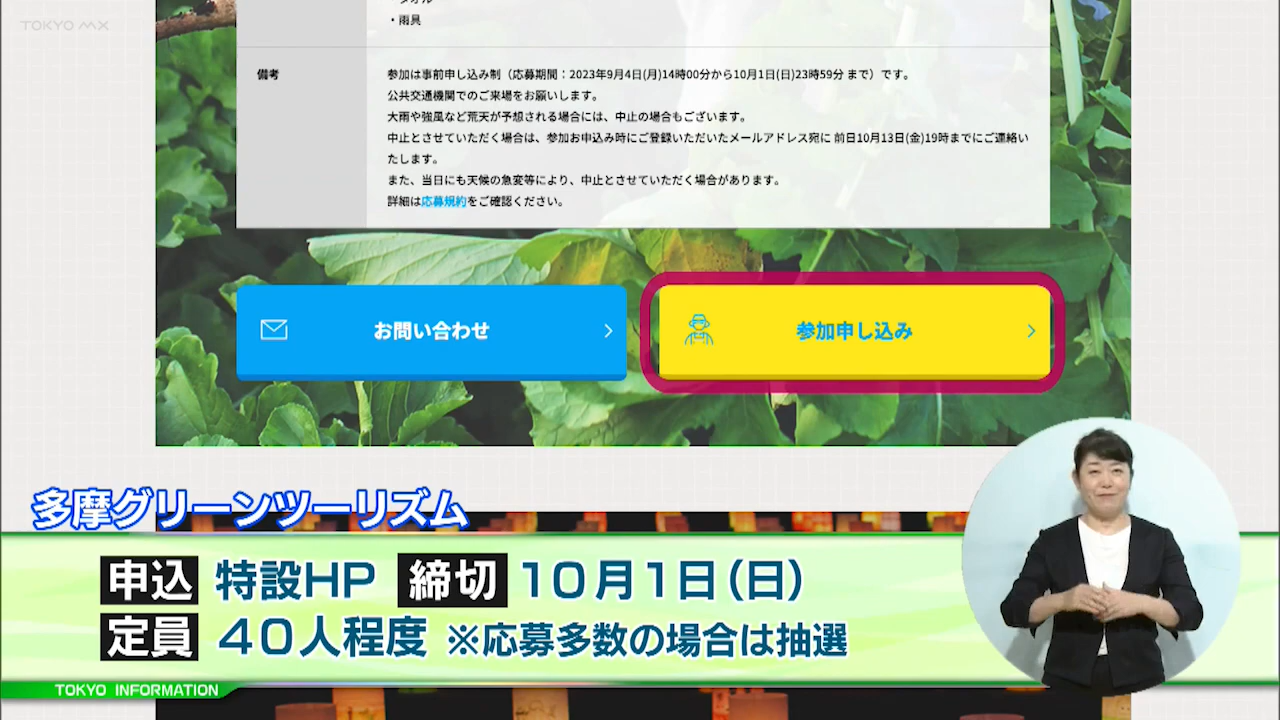 TOKYO MX
・雨具
備考
参加は事前申し込み制（応募期間：2023年9月4日(月)14時00分から10月1日(日)23時59分 まで）です。
公共交通機関でのご来場をお願いします。
大雨や強風など荒天が予想される場合には、中止の場合もございます。
中止とさせていただく場合は、参加お申込み時にご登録いただいたメールアドレス宛に 前日10月13日(金)19時までにご連絡い
たします。
また、当日にも天候の急変等により、中止とさせていただく場合があります。
詳細は応募規約をご確認ください。
お問い合わせ
参加申し込み
多摩グリーンツーリズム
申込 特設HP 締切 10月1日(日)
定員 40人程度 ※応募多数の場合は抽選
TOKYO INFORMATION